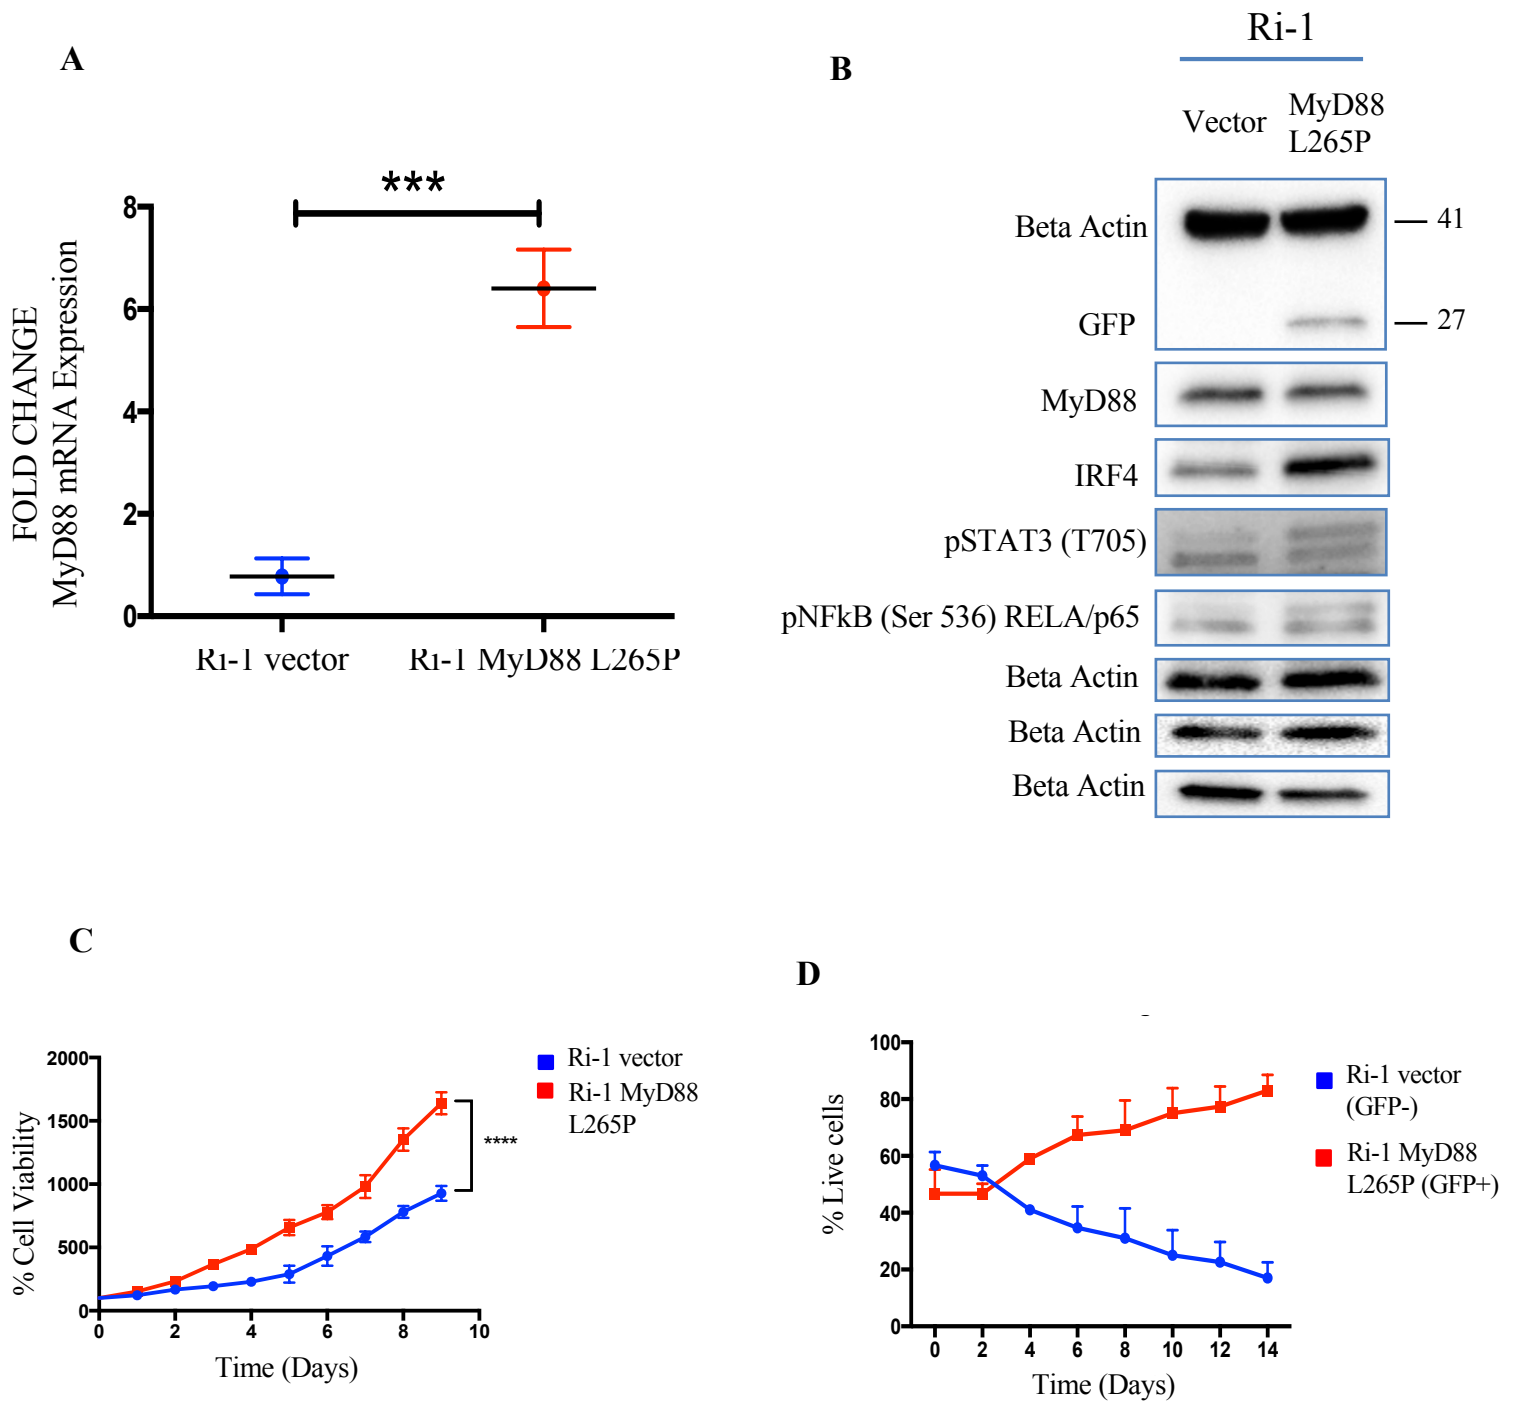 A
***
8
6
4
2
0
FOLD CHANGE
MyD88 mRNA Expression
Ri-1 vector
Ri-1 MyD88 L265P
B
Ri-1
Vector
MyD88
L265P
Beta Actin
41
GFP
27
MyD88
IRF4
pSTAT3 (T705)
pNFkB (Ser 536) RELA/p65
Beta Actin
Beta Actin
Beta Actin
C
2000
1500
1000
500
0
% Cell Viability
0 2 4 6 8 10
Time (Days)
Ri-1 vector
Ri-1 MyD88
L265P
****
D
100
80
60
40
20
0
% Live cells
0 2 4 6 8 10 12 14
Time (Days)
Ri-1 vector
(GFP-)
Ri-1 MyD88
L265P (GFP+)